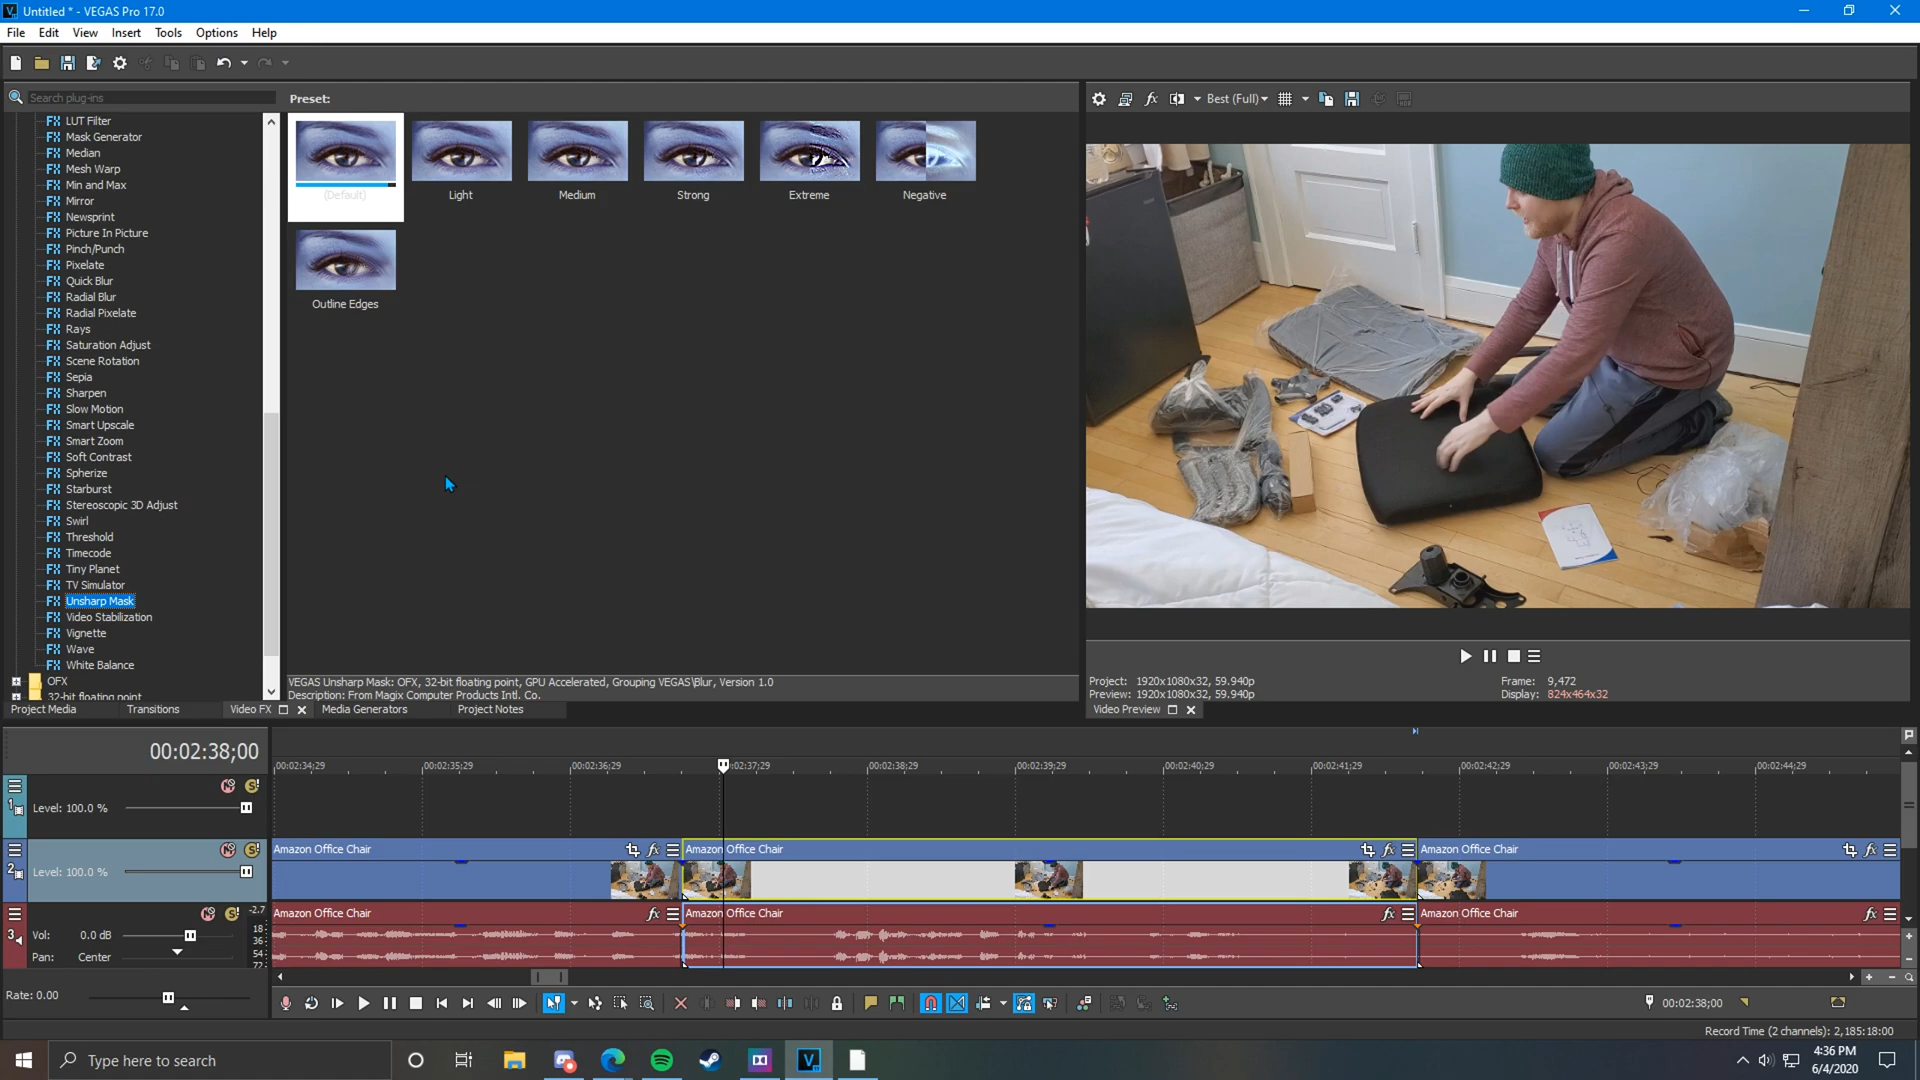 Untitled * - VEGAS Pro 17.0
File Edit View Insert Tools Options Help
Search plug-ins
Preset:
Best (Full)
LUT Filter
Mask Generator
Median
Mesh Warp
Min and Max
Mirror
Newsprint
Picture In Picture
Pinch/Punch
Pixelate
Quick Blur
Radial Blur
Radial Pixelate
Rays
Saturation Adjust
Scene Rotation
Sepia
Sharpen
Slow Motion
Smart Upscale
Smart Zoom
Soft Contrast
Spherize
Starburst
Stereoscopic 3D Adjust
Swirl
Threshold
Timecode
Tiny Planet
TV Simulator
Unsharp Mask
Video Stabilization
Vignette
Wave
White Balance
OFX
32-bit floating point
(Default) Light Medium Strong Extreme Negative
Outline Edges
VEGAS Unsharp Mask: OFX, 32-bit floating point, GPU Accelerated, Grouping VEGAS\Blur, Version 1.0
Description: From Magix Computer Products Intl. Co.
Project Media Transitions Video FX Media Generators Project Notes
Project: 1920x1080x32, 59.940p
Preview: 1920x1080x32, 59.940p
Frame: 9,472
Display: 824x464x32
Video Preview
00:02:38;00
00:02:34;29 00:02:35;29 00:02:36;29 00:02:37;29 00:02:38;29 00:02:39;29 00:02:40;29 00:02:41;29 00:02:42;29 00:02:43;29 00:02:44;29
1
Level: 100.0 %
2
Level: 100.0 %
Amazon Office Chair Amazon Office Chair Amazon Office Chair
3
Vol: 0.0 dB
Pan: Center
-2.7
18
36
54
72
Amazon Office Chair Amazon Office Chair Amazon Office Chair
Rate: 0.00
00:02:38;00
Record Time (2 channels): 2,185:18:00
Type here to search
4:36 PM
6/4/2020